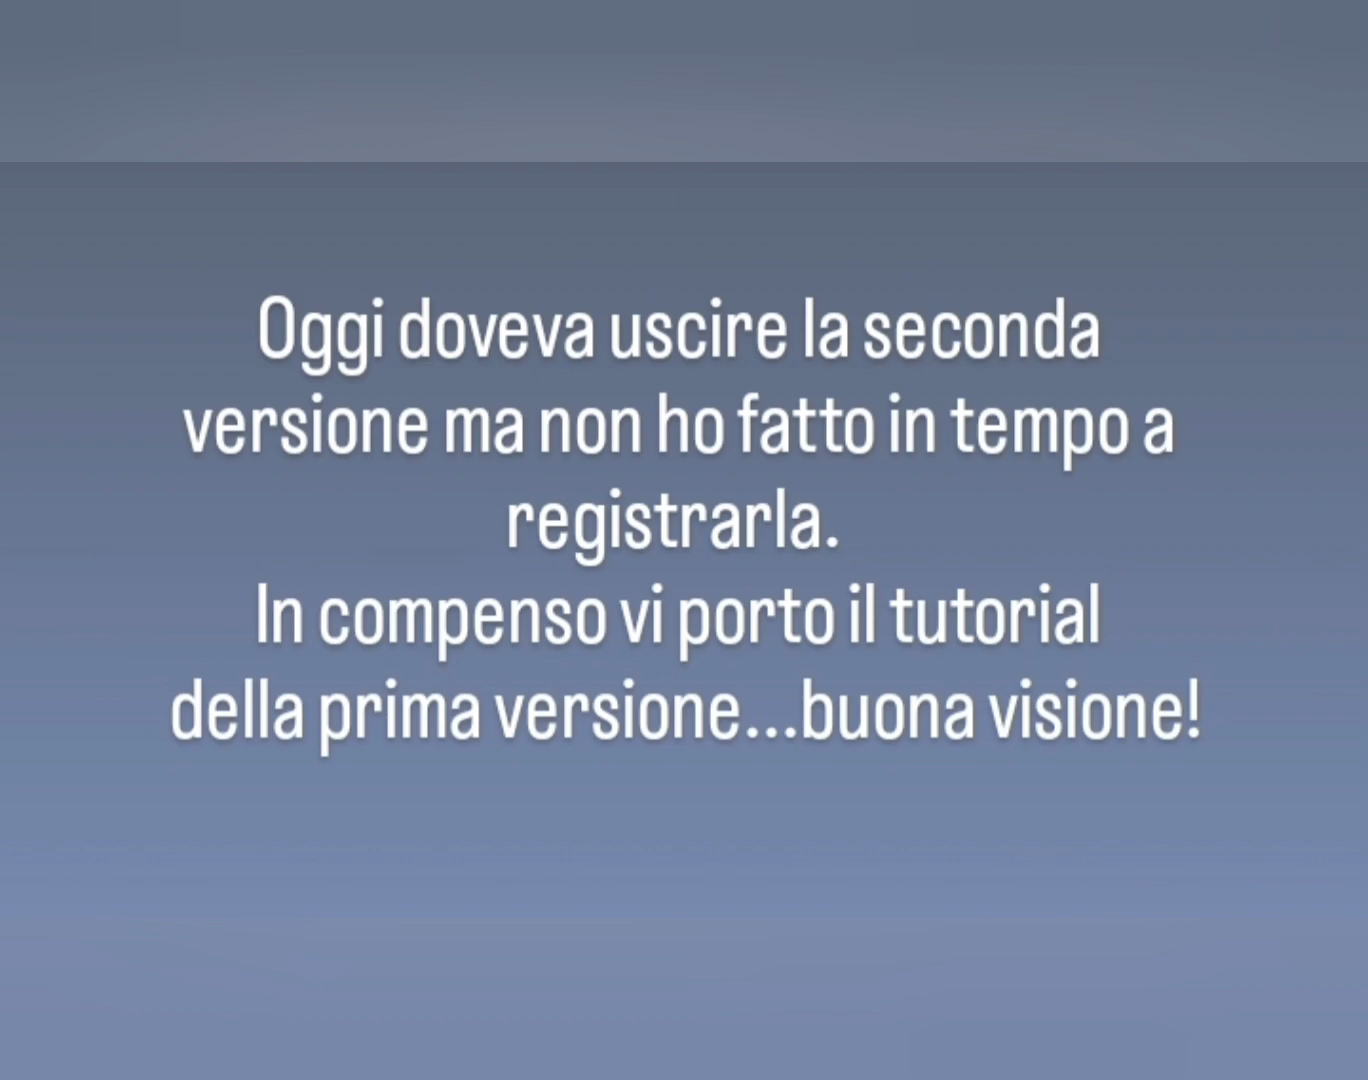 Oggi doveva uscire la seconda
versione ma non ho fatto in tempo a
registrarla.
In compenso vi porto il tutorial
della prima versione...buona visione!